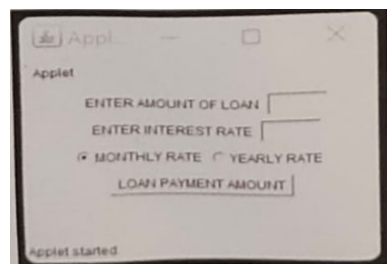 Appl...
Applet
ENTER AMOUNT OF LOAN
ENTER INTEREST RATE
MONTHLY RATE YEARLY RATE
LOAN PAYMENT AMOUNT
Applet started